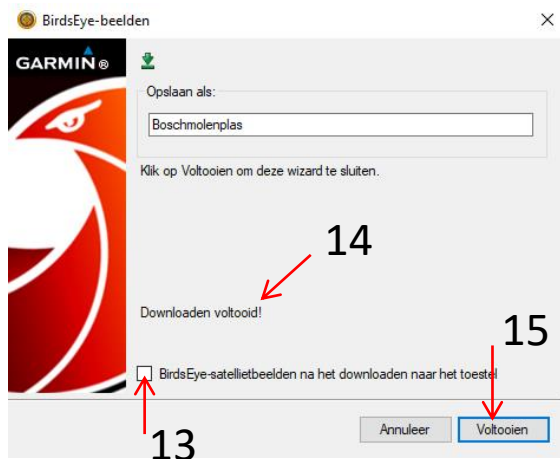 BirdsEye-beelden
GARMIN®
Opslaan als:
Boschmolenplas
Klik op Voltooien om deze wizard te sluiten.
14
Downloaden voltooid!
15
BirdsEye-satellietbeelden na het downloaden naar het toestel
13
Annuleer
Voltooien